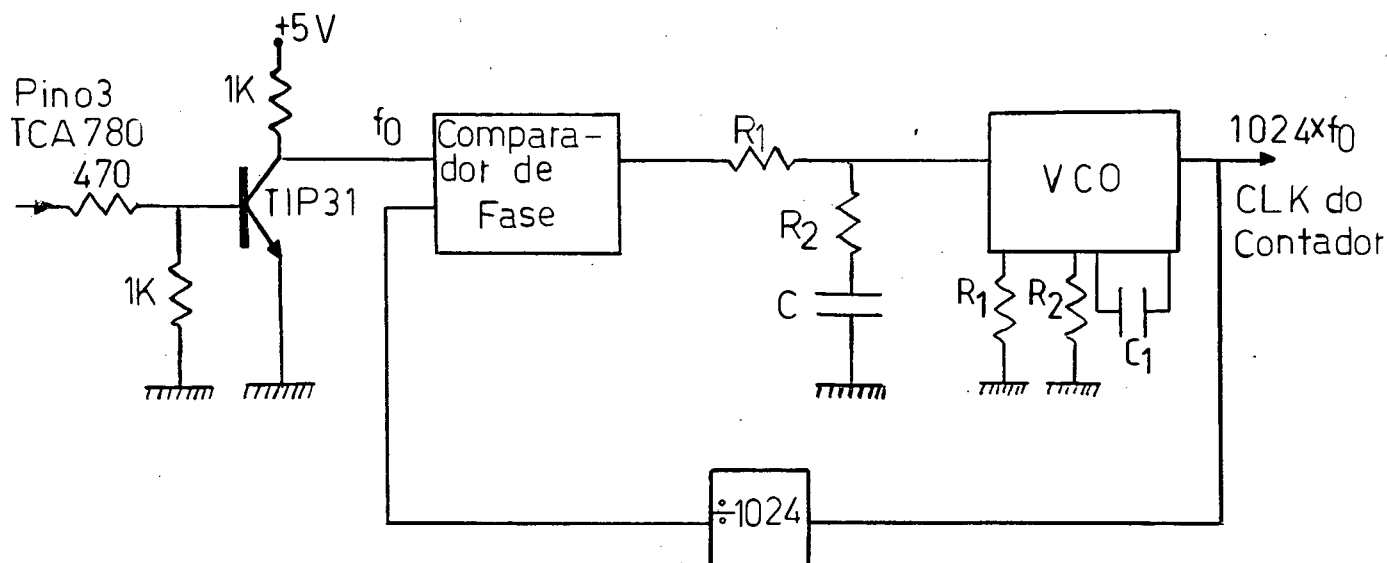 +5V
1K
Pino3
TCA780
470
TIP31
1K
f0
Compara-
dor de
Fase
R1
R2
C
VCO
R1
R2
C1
1024xf0
CLK do
Contador
÷1024